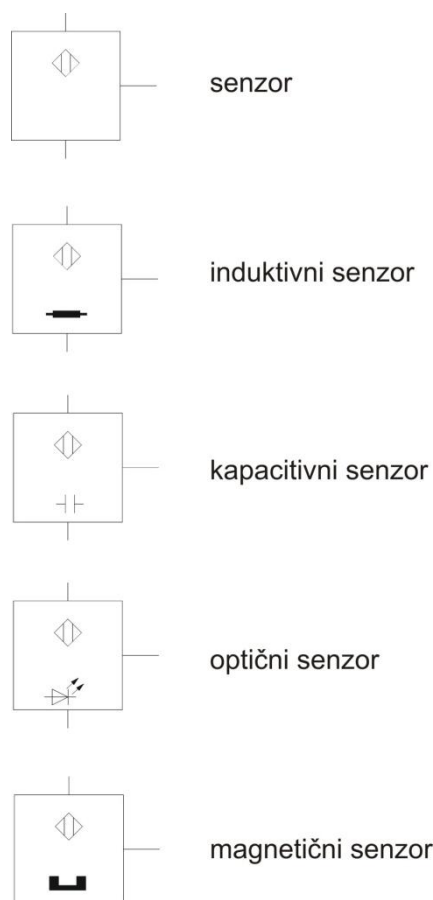 senzor
induktivni senzor
kapacitivni senzor
optični senzor
magnetični senzor